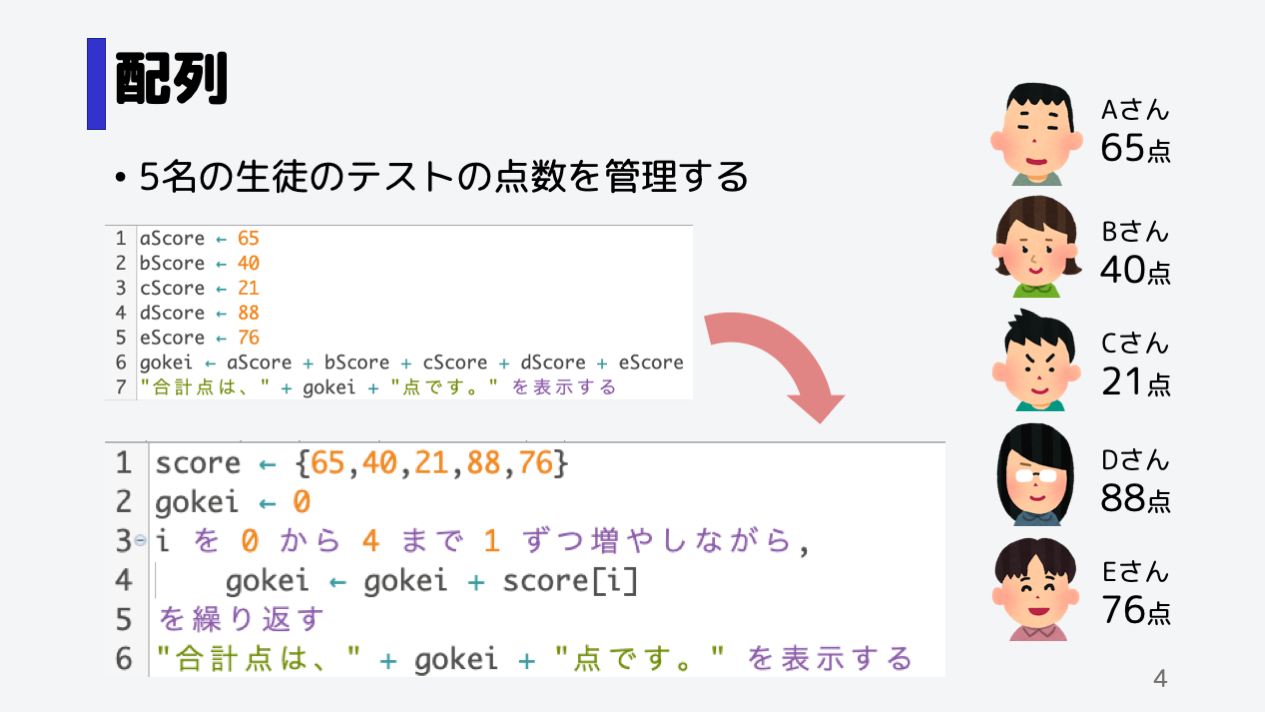 配列
• 5名の生徒のテストの点数を管理する
1 aScore ← 65
2 bScore ← 40
3 cScore ← 21
4 dScore ← 88
5 eScore ← 76
6 gokei ← aScore + bScore + cScore + dScore + eScore
7 "合計点は、" + gokei + "点です。" を表示する
1 score ← {65,40,21,88,76}
2 gokei ← 0
3 i を 0 から 4 まで 1 ずつ増やしながら,
4 gokei ← gokei + score[i]
5 を繰り返す
6 "合計点は、" + gokei + "点です。" を表示する
Aさん
65点
Bさん
40点
Cさん
21点
Dさん
88点
Eさん
76点
4